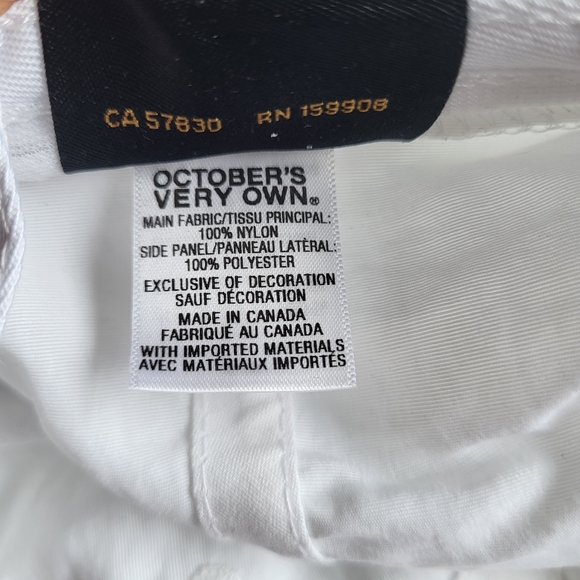 CA 57830 RN 159908
OCTOBER'S
VERY OWN®
MAIN FABRIC/TISSU PRINCIPAL:
100% NYLON
SIDE PANEL/PANNEAU LATÉRAL:
100% POLYESTER
EXCLUSIVE OF DECORATION
SAUF DÉCORATION
MADE IN CANADA
FABRIQUÉ AU CANADA
WITH IMPORTED MATERIALS
AVEC MATÉRIAUX IMPORTÉS